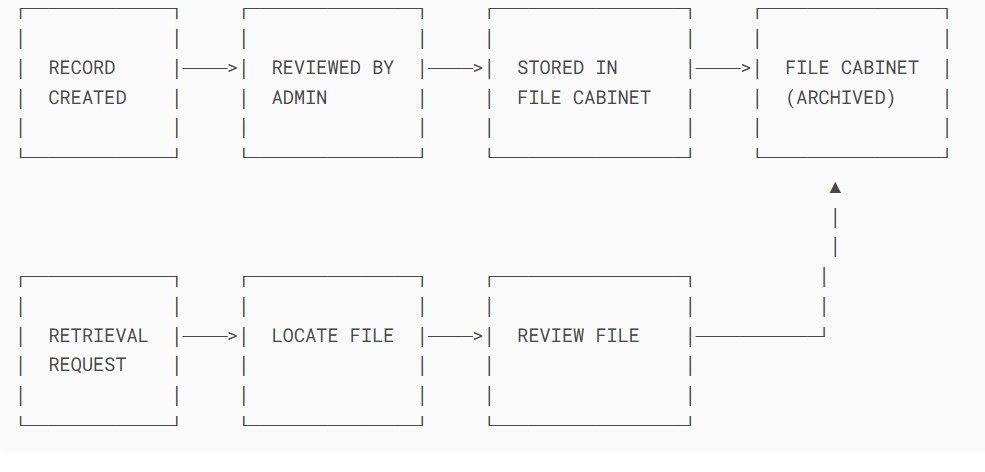 RECORD
CREATED
REVIEWED BY
ADMIN
STORED IN
FILE CABINET
FILE CABINET
(ARCHIVED)
RETRIEVAL
REQUEST
LOCATE FILE
REVIEW FILE